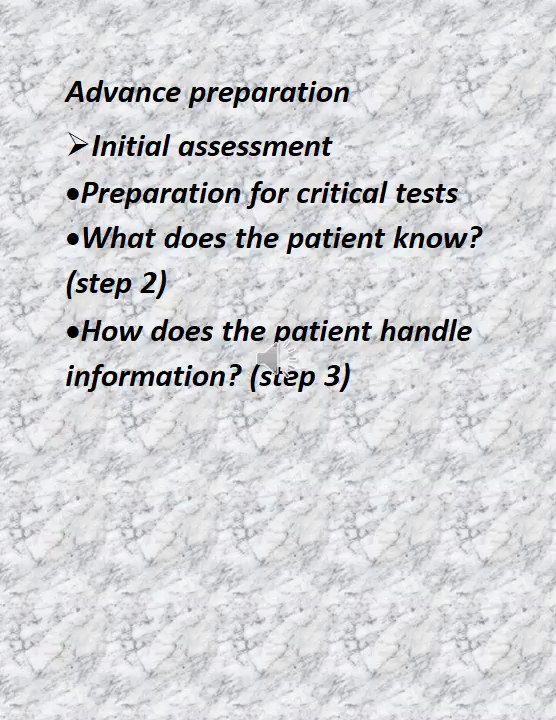 Advance preparation
➢Initial assessment
•Preparation for critical tests
•What does the patient know?
(step 2)
•How does the patient handle
information? (step 3)